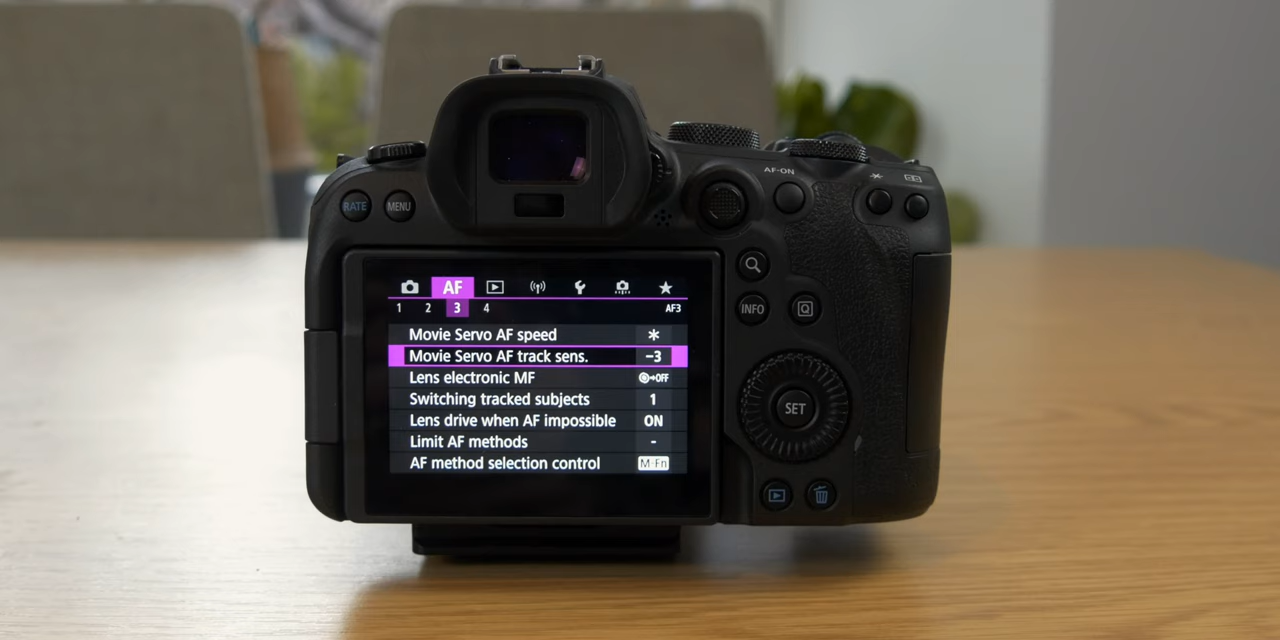 AF-ON
RATE MENU
AF
1 2 3 4 AF3
Movie Servo AF speed *
Movie Servo AF track sens. -3
Lens electronic MF OFF
Switching tracked subjects 1
Lens drive when AF impossible ON
Limit AF methods -
AF method selection control M-Fn
INFO Q
SET